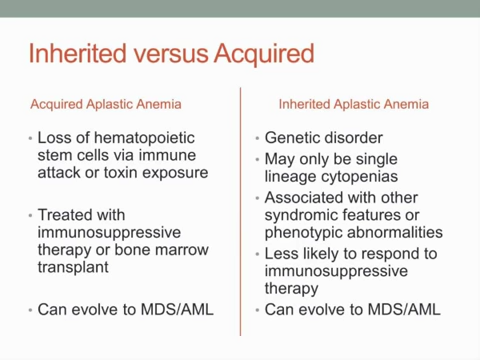 Inherited versus Acquired
Acquired Aplastic Anemia
• Loss of hematopoietic
stem cells via immune
attack or toxin exposure
• Treated with
immunosuppressive
therapy or bone marrow
transplant
• Can evolve to MDS/AML
Inherited Aplastic Anemia
• Genetic disorder
• May only be single
lineage cytopenias
• Associated with other
syndromic features or
phenotypic abnormalities
• Less likely to respond to
immunosuppressive
therapy
• Can evolve to MDS/AML